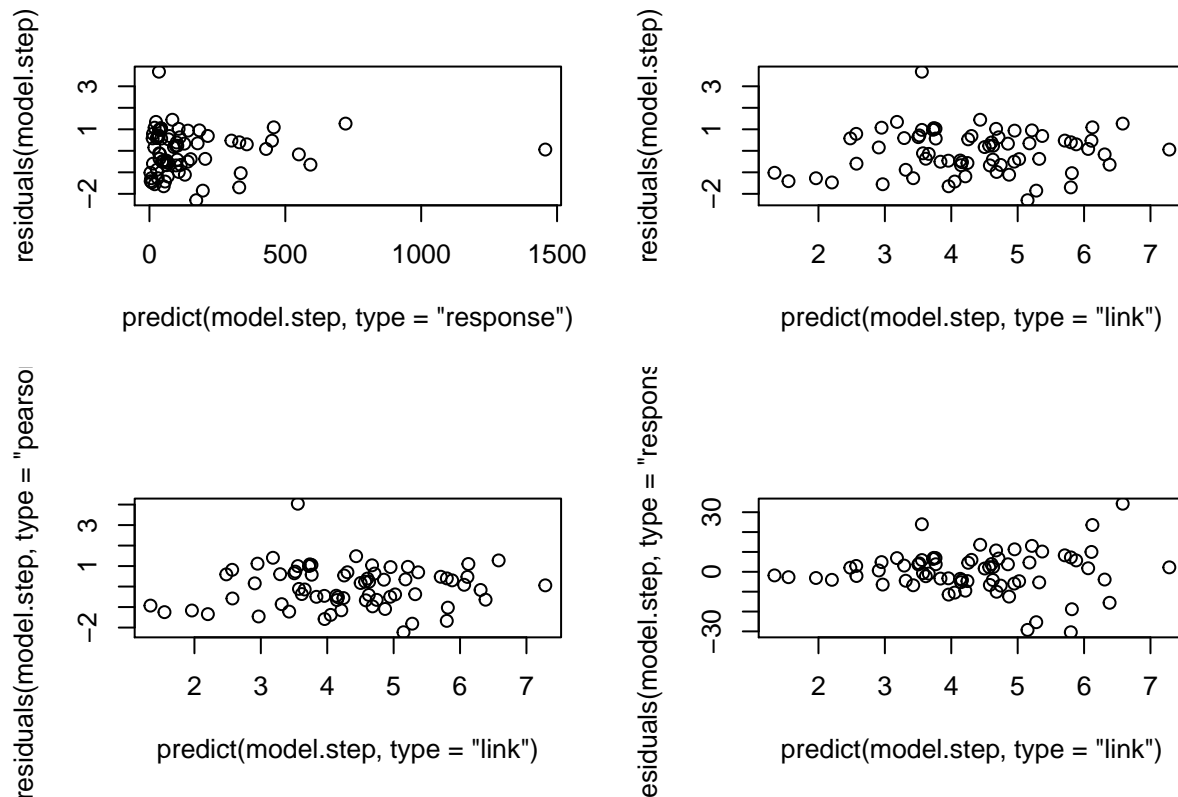 residuals(model.step)
3
1
−2
0 500 1000 1500
predict(model.step, type = "response")
residuals(model.step)
3
1
−2
2 3 4 5 6 7
predict(model.step, type = "link")
residuals(model.step, type = "pearso
3
1
−2
2 3 4 5 6 7
predict(model.step, type = "link")
esiduals(model.step, type = "respons
30
0
−30
2 3 4 5 6 7
predict(model.step, type = "link")